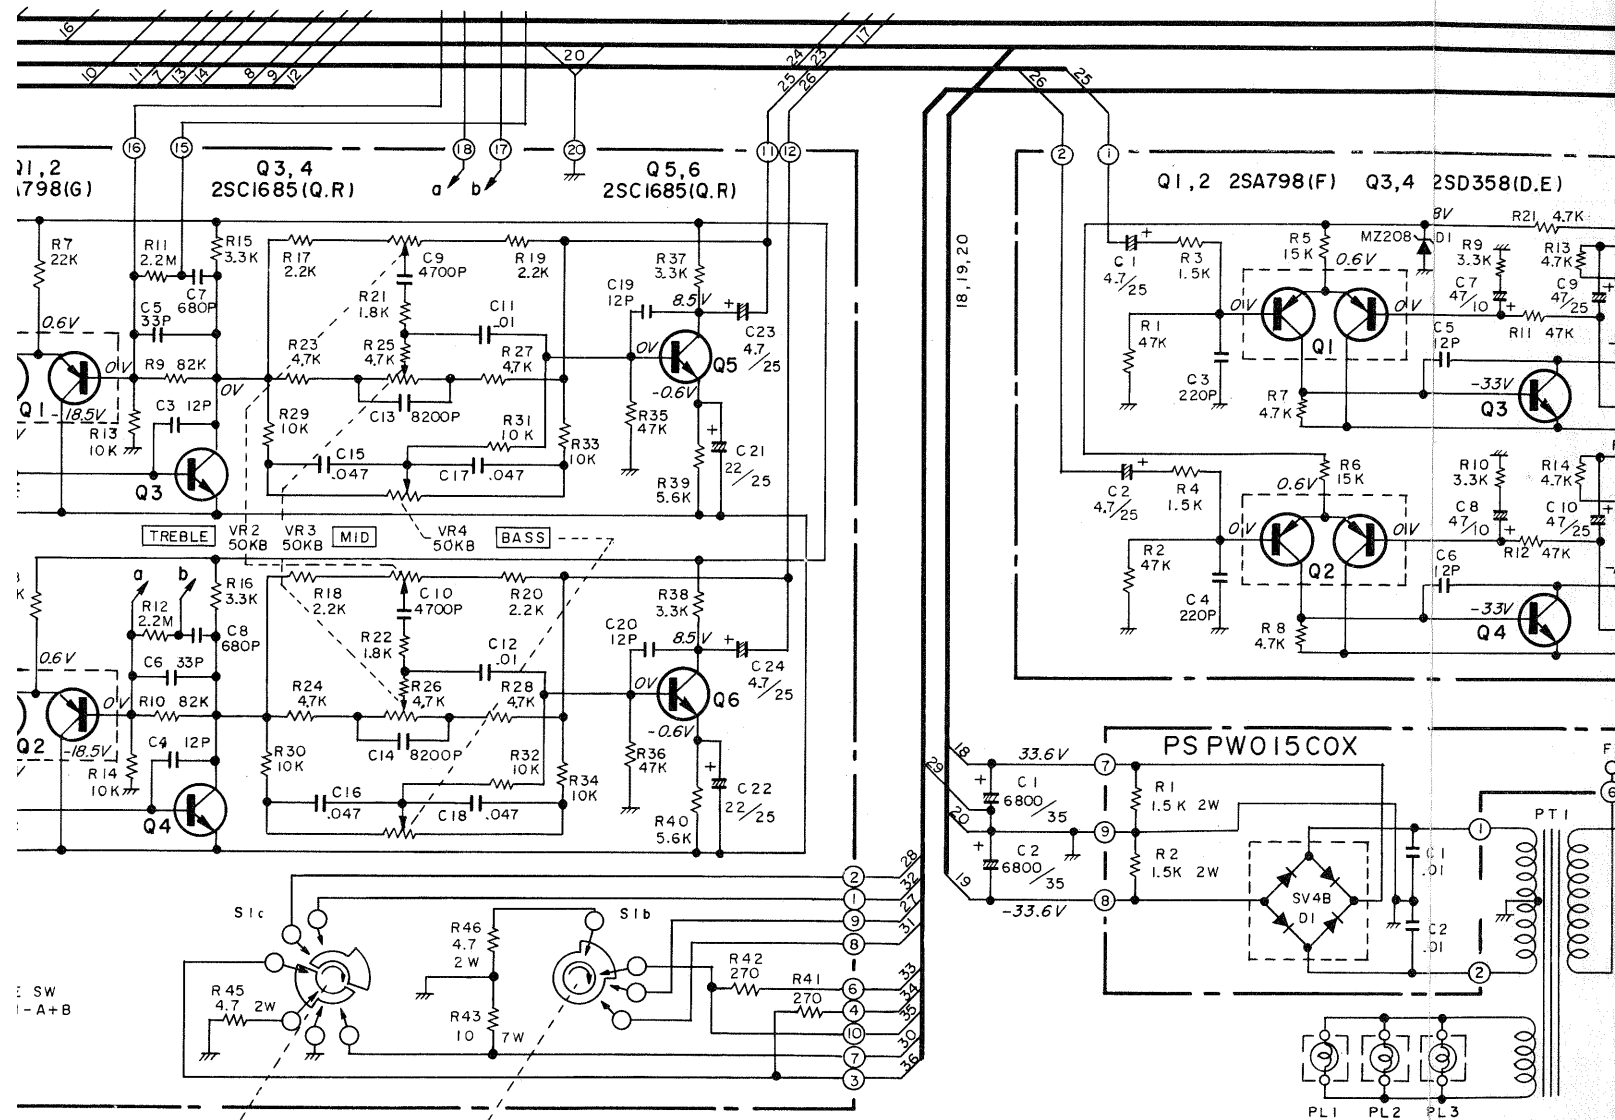 16
10
11
7
13
14
8
9
12
20
24
23
17
25
26
26
25
16
15
18
17
20
11
12
2
1
Q1,2
A798(G)
Q3,4
2SC1685(Q.R)
a
b
Q5,6
2SC1685(Q.R)
Q1,2 2SA798(F)
Q3,4 2SD358(D.E)
18,19,20
R7
22K
R11
2.2M
C7
680P
R15
3.3K
C5
33P
0.6V
0V
R9 82K
0V
C3 12P
Q1
-18.5V
R13
10K
Q3
R17
2.2K
C9
4700P
R19
2.2K
R21
1.8K
C11
.01
R23
4.7K
R25
4.7K
R27
4.7K
C13
8200P
R29
10K
R31
10K
R33
10K
C15
.047
C17
.047
R37
3.3K
C19
12P
8.5V
+
C23
4.7/25
0V
Q5
-0.6V
R35
47K
+
C21
22/25
R39
5.6K
TREBLE
VR2
50KB
VR3
50KB
MID
VR4
50KB
BASS
a
b
R12
2.2M
R16
3.3K
C8
680P
C6 33P
0.6V
0V
R10 82K
C4 12P
Q2
-18.5V
R14
10K
Q4
R18
2.2K
C10
4700P
R20
2.2K
R22
1.8K
C12
.01
R24
4.7K
R26
4.7K
R28
4.7K
C14
8200P
R30
10K
R32
10K
R34
10K
C16
.047
C18
.047
R38
3.3K
C20
12P
8.5V
+
C24
4.7/25
0V
Q6
-0.6V
R36
47K
+
C22
22/25
R40
5.6K
C1
4.7/25
+
R3
1.5K
R5
15K
0.6V
MZ208
D1
8V
R21 4.7K
R9
3.3K
R13
4.7K
C7
47/10
+
C9
47/25
+
0V
Q1
0V
R11 47K
C5
12P
R1
47K
C3
220P
R7
4.7K
-33V
Q3
C2
4.7/25
+
R4
1.5K
R6
15K
0.6V
R10
3.3K
R14
4.7K
C8
47/10
+
C10
47/25
+
0V
Q2
0V
R12 47K
C6
12P
R2
47K
C4
220P
R8
4.7K
-33V
Q4
PS PWO15COX
18
29
20
19
33.6V
7
+
C1
6800/35
9
+
C2
6800/35
-33.6V
8
R1
1.5K 2W
R2
1.5K 2W
SV4B
D1
C1
.01
C2
.01
1
2
PT1
F
6
PL1
PL2
PL3
S1c
S1b
R46
4.7
2W
R45
4.7 2W
R43
10 7W
R42
270
R41
270
E SW
-A+B
2
1
9
8
6
4
10
7
3
28
32
27
31
33
34
35
30
36